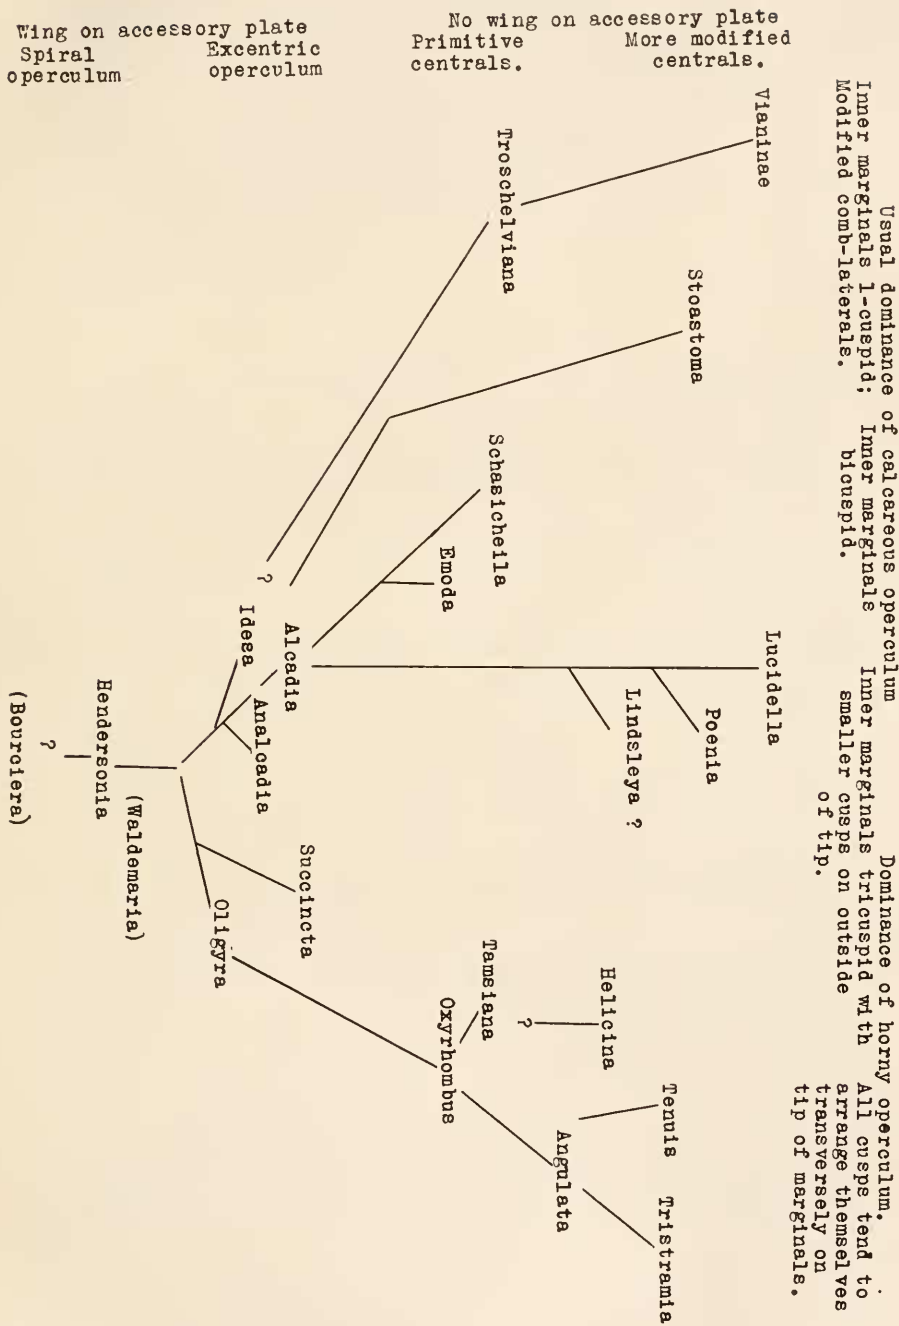 Usual dominance of calcareous operculum
Inner marginals 1-cuspid;
Modified comb-laterals.
Inner marginals
bicuspid.
Dominance of horny operculum.
Inner marginals tricuspid with
smaller cusps on outside
of tip.
All cusps tend to
arrange themselves
transversely on
tip of marginals.
No wing on accessory plate
More modified
centrals.
Primitive
centrals.
Wing on accessory plate
Excentric
operculum
Spiral
operculum
Vianinae
Stoastoma
Lucidella
Poenia
Lindsleya ?
Troschelviana
Schasicheila
Emoda
Helicina
?
Tenuis
Tristramia
Angulata
Tamsiana
Oxyrhombus
?
Idesa
Alcadia
Analcadia
Succincta
Oligyra
Hendersonia
(Waldemaria)
?
(Bourciera)